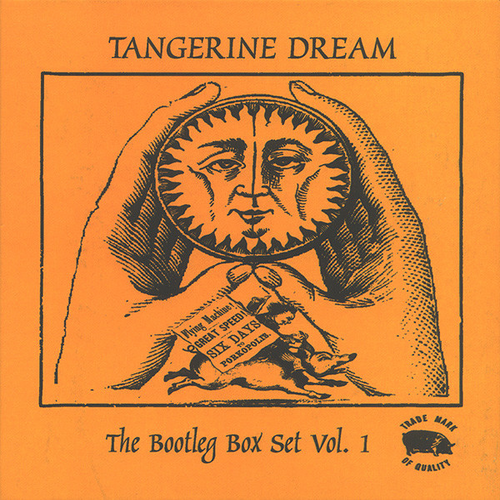 TANGERINE DREAM
Flying Machine!
GREAT SPEED!
SIX DAYS
TO
PORKOPOLIS.
The Bootleg Box Set Vol. 1
TRADE MARK
OF QUALITY